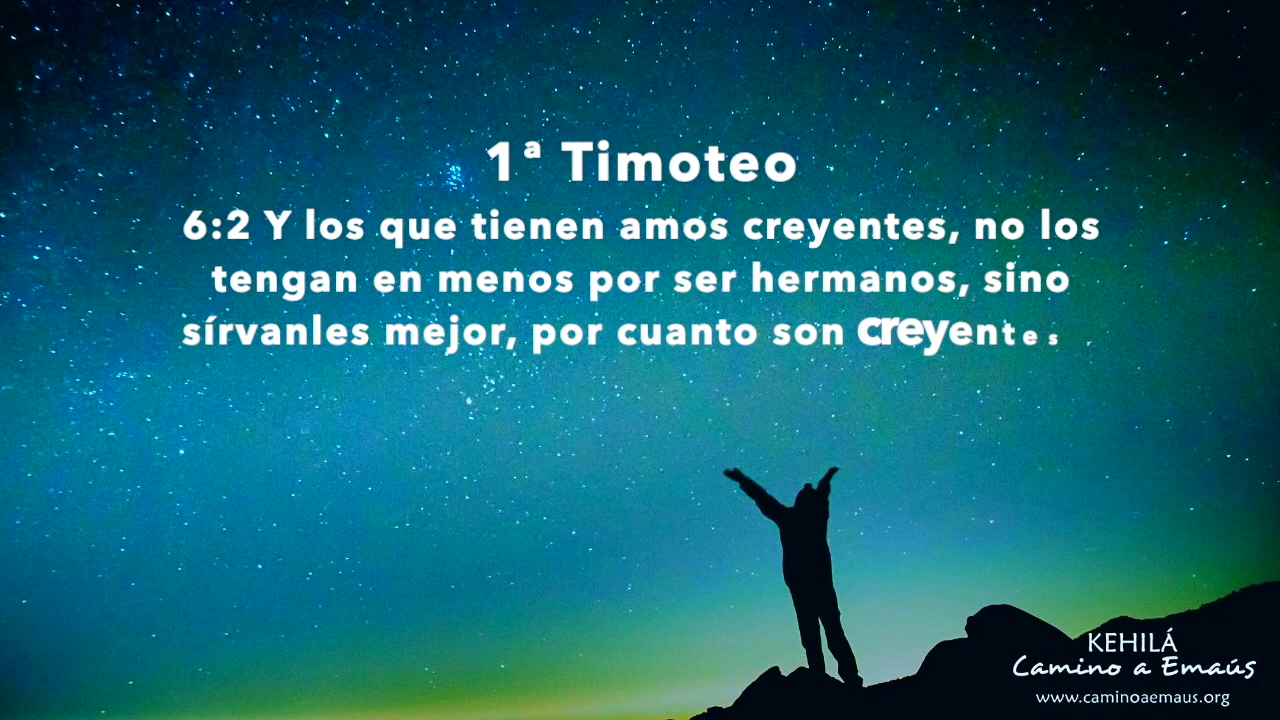 1ª Timoteo
6:2 Y los que tienen amos creyentes, no los
tengan en menos por ser hermanos, sino
sírvanles mejor, por cuanto son creyentes
KEHILÁ
Camino a Emaús
www.caminoaemaus.org